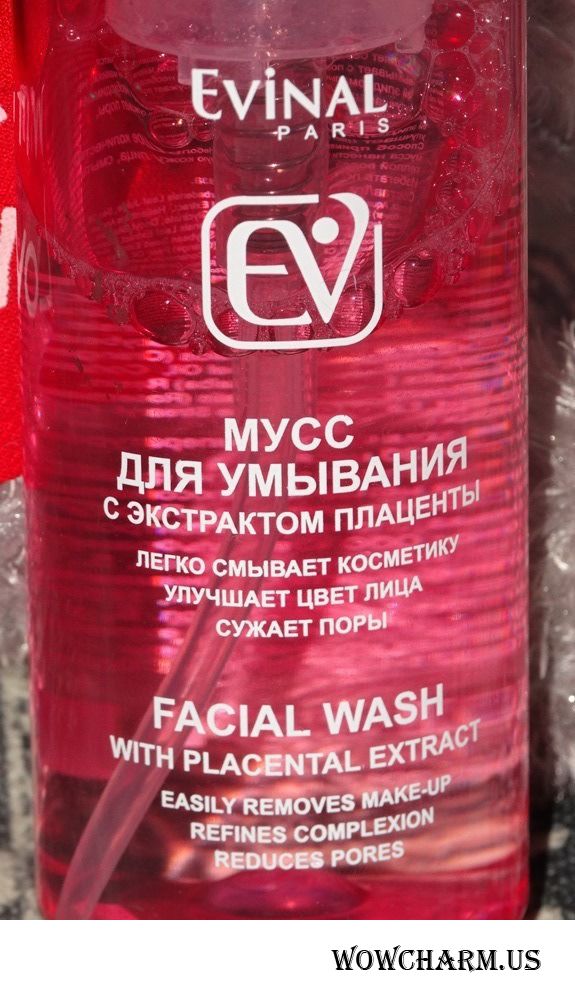 EVINAL
PARIS
EV
МУСС
ДЛЯ УМЫВАНИЯ
С ЭКСТРАКТОМ ПЛАЦЕНТЫ
ЛЕГКО СМЫВАЕТ КОСМЕТИКУ
УЛУЧШАЕТ ЦВЕТ ЛИЦА
СУЖАЕТ ПОРЫ
FACIAL WASH
WITH PLACENTAL EXTRACT
EASILY REMOVES MAKE-UP
REFINES COMPLEXION
REDUCES PORES
WOWCHARM.US